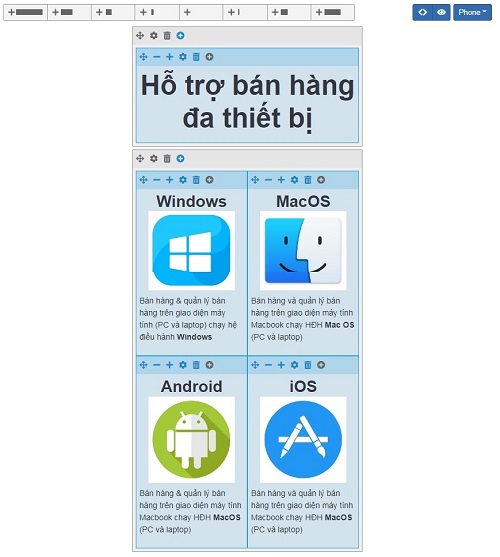 Phone
Hỗ trợ bán hàng
đa thiết bị
Windows
Bán hàng & quản lý bán
hàng trên giao diện máy
tính (PC và laptop) chạy hệ
điều hành Windows
MacOS
Bán hàng và quản lý bán
hàng trên giao diện máy tính
Macbook chạy HĐH Mac OS
(PC và laptop)
Android
Bán hàng & quản lý bán
hàng trên giao diện máy tính
Macbook chạy HĐH MacOS
(PC và laptop)
iOS
Bán hàng và quản lý bán
hàng trên giao diện máy tính
Macbook chạy HĐH MacOS
(PC và laptop)